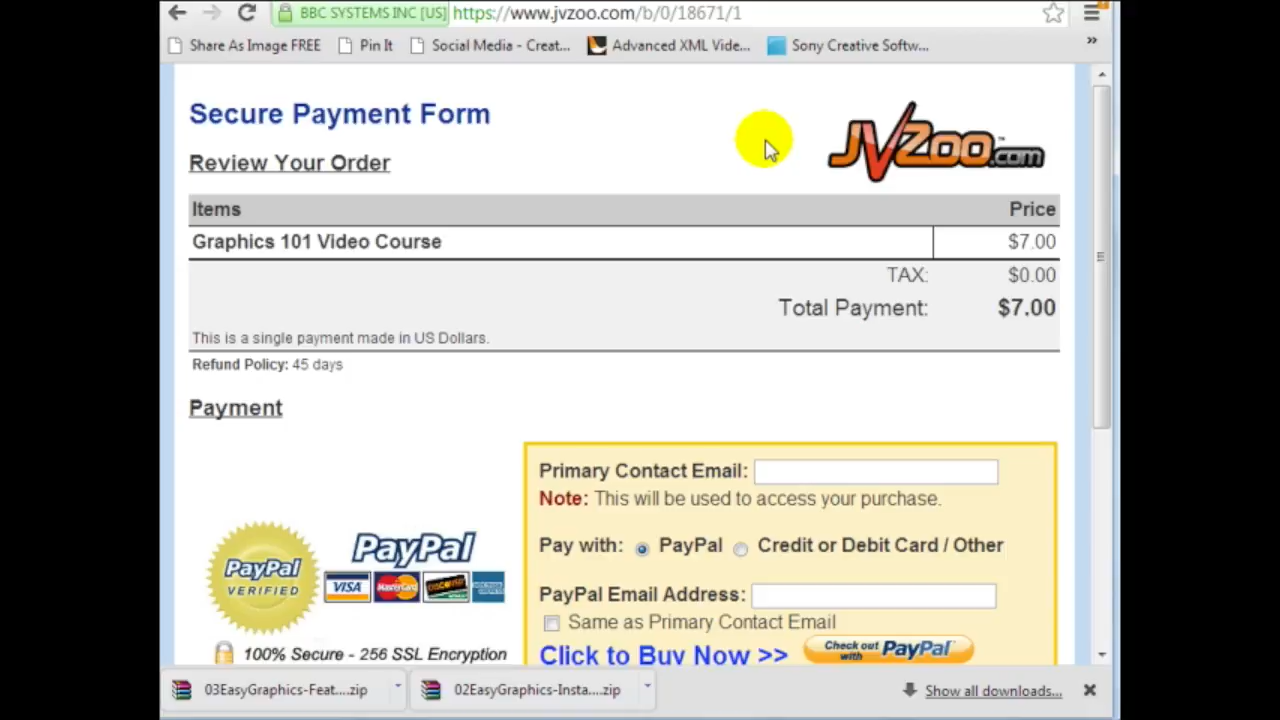 BBC SYSTEMS INC [US] https://www.jvzoo.com/b/0/18671/1
Share As Image FREE Pin It Social Media - Creat... Advanced XML Vide... Sony Creative Softw... »
Secure Payment Form
JVZoo.com™
Review Your Order
Items Price
Graphics 101 Video Course $7.00
TAX: $0.00
Total Payment: $7.00
This is a single payment made in US Dollars.
Refund Policy: 45 days
Payment
Primary Contact Email:
Note: This will be used to access your purchase.
Pay with: PayPal Credit or Debit Card / Other
PayPal Email Address:
Same as Primary Contact Email
Click to Buy Now >> Check out with PayPal
PayPal VERIFIED
PayPal
VISA MasterCard DISCOVER
100% Secure - 256 SSL Encryption
03EasyGraphics-Feat....zip 02EasyGraphics-Insta....zip Show all downloads...